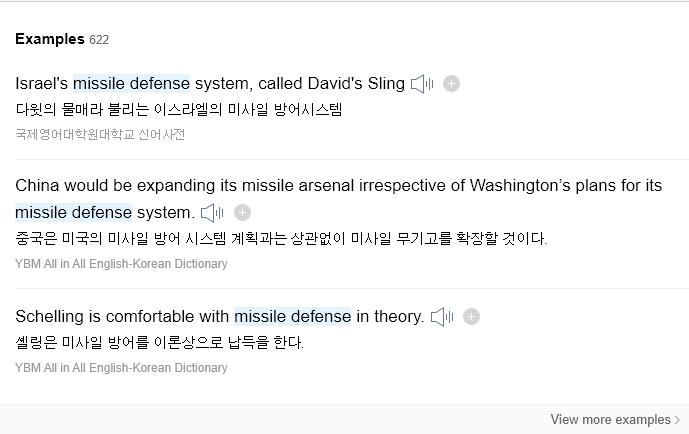 Examples 622
Israel's missile defense system, called David's Sling
다윗의 물매라 불리는 이스라엘의 미사일 방어시스템
국제영어대학원대학교 신어사전
China would be expanding its missile arsenal irrespective of Washington’s plans for its
missile defense system.
중국은 미국의 미사일 방어 시스템 계획과는 상관없이 미사일 무기고를 확장할 것이다.
YBM All in All English-Korean Dictionary
Schelling is comfortable with missile defense in theory.
셸링은 미사일 방어를 이론상으로 납득을 한다.
YBM All in All English-Korean Dictionary
View more examples